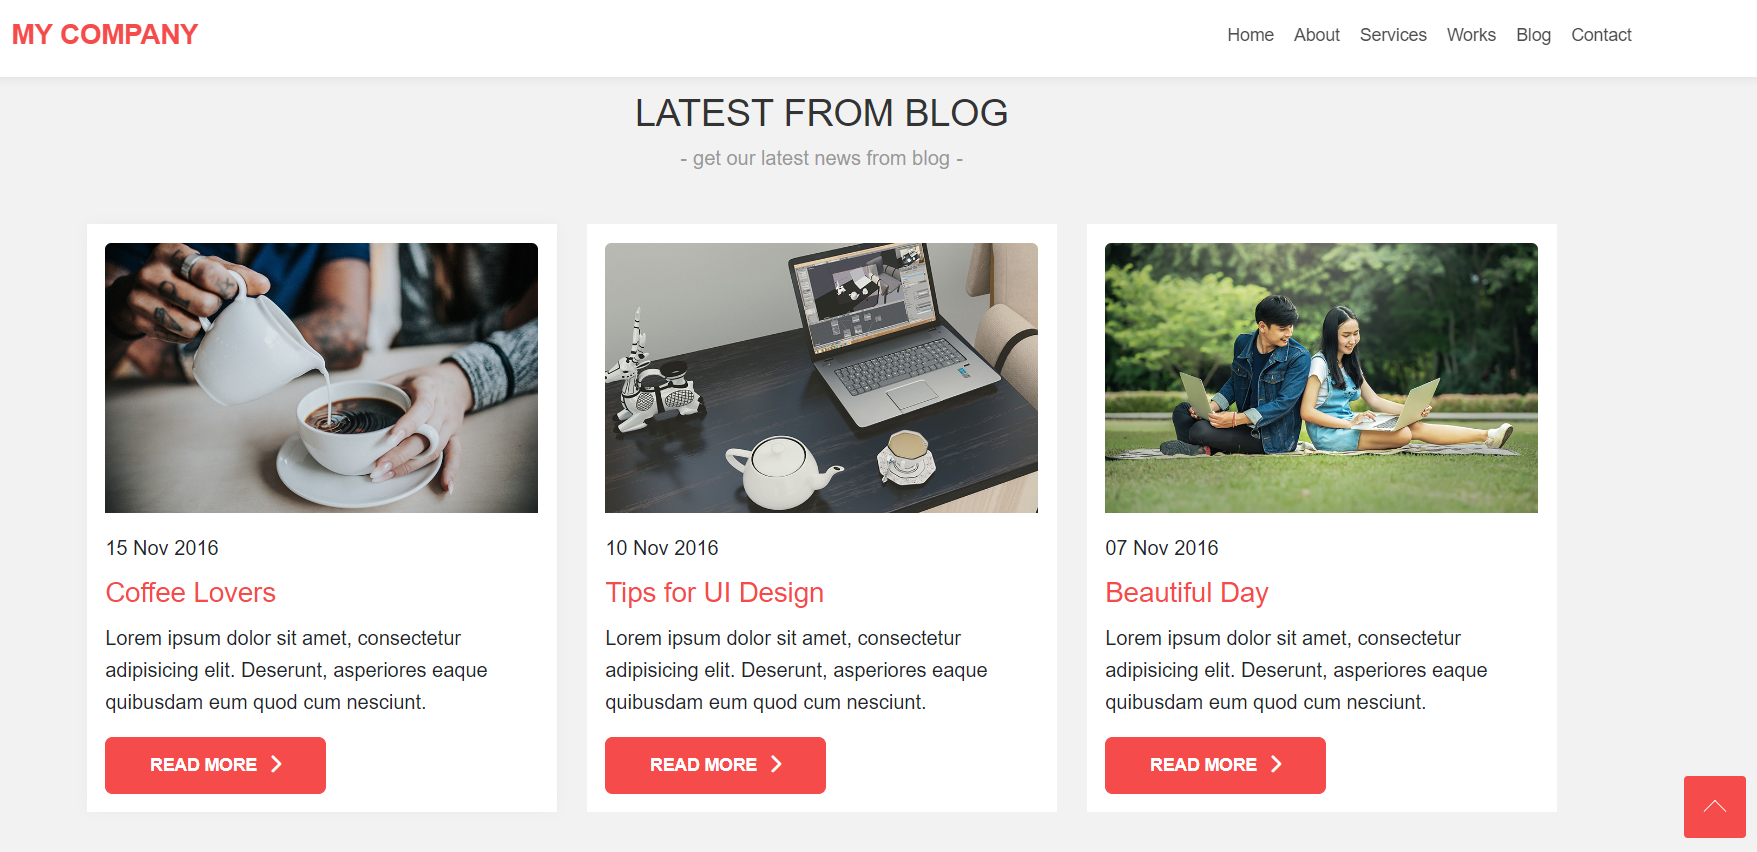 MY COMPANY
Home About Services Works Blog Contact
LATEST FROM BLOG
- get our latest news from blog -
15 Nov 2016
Coffee Lovers
Lorem ipsum dolor sit amet, consectetur
adipisicing elit. Deserunt, asperiores eaque
quibusdam eum quod cum nesciunt.
READ MORE
10 Nov 2016
Tips for UI Design
Lorem ipsum dolor sit amet, consectetur
adipisicing elit. Deserunt, asperiores eaque
quibusdam eum quod cum nesciunt.
READ MORE
07 Nov 2016
Beautiful Day
Lorem ipsum dolor sit amet, consectetur
adipisicing elit. Deserunt, asperiores eaque
quibusdam eum quod cum nesciunt.
READ MORE